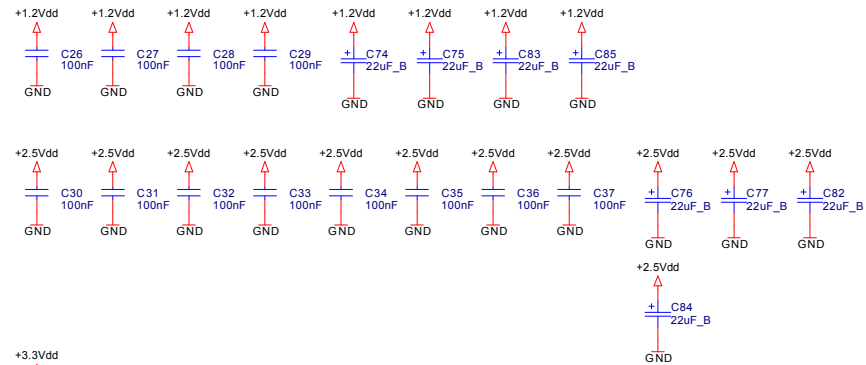 +1.2Vdd +1.2Vdd +1.2Vdd +1.2Vdd +1.2Vdd +1.2Vdd +1.2Vdd +1.2Vdd
C26 C27 C28 C29 + C74 + C75 + C83 + C85
100nF 100nF 100nF 100nF 22uF_B 22uF_B 22uF_B 22uF_B
GND GND GND GND GND GND GND GND
+2.5Vdd +2.5Vdd +2.5Vdd +2.5Vdd +2.5Vdd +2.5Vdd +2.5Vdd +2.5Vdd +2.5Vdd +2.5Vdd +2.5Vdd
C30 C31 C32 C33 C34 C35 C36 C37 + C76 + C77 + C82
100nF 100nF 100nF 100nF 100nF 100nF 100nF 100nF 22uF_B 22uF_B 22uF_B
GND GND GND GND GND GND GND GND GND GND GND
+2.5Vdd
+ C84
22uF_B
GND
+3.3Vdd